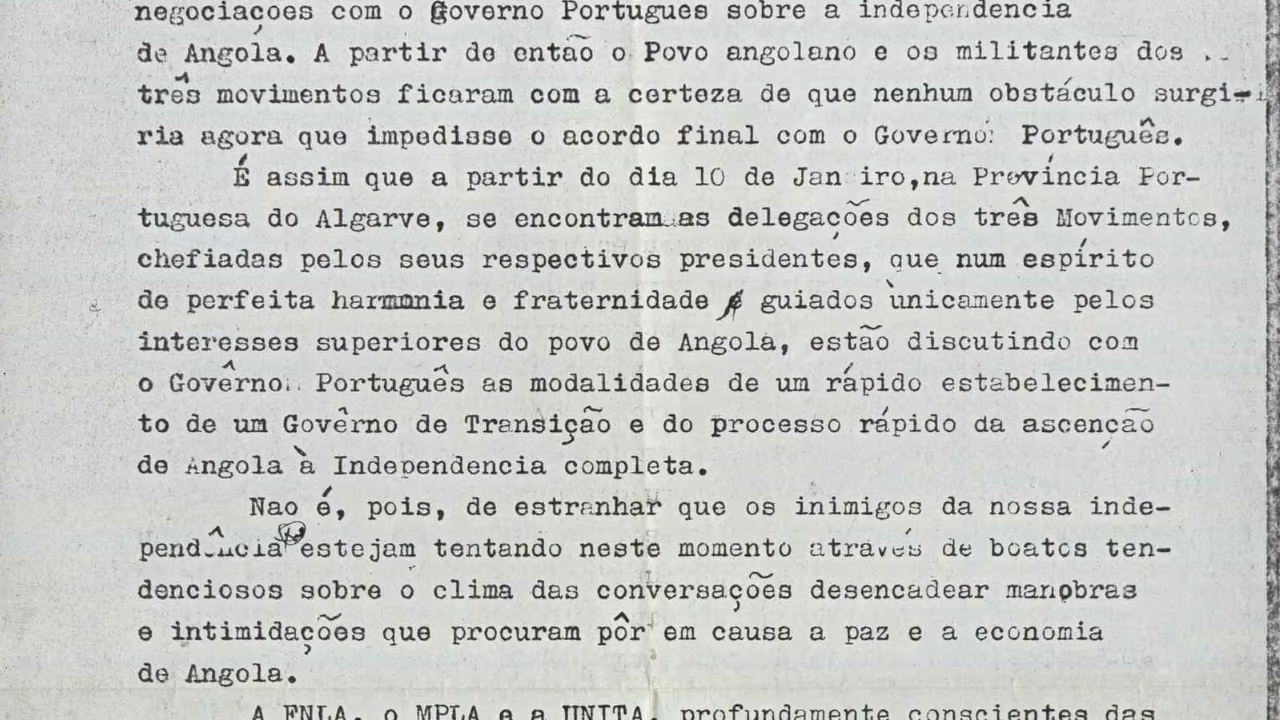 negociações com o Governo Portugues sobre a independencia
de Angola. A partir de então o Povo angolano e os militantes dos
três movimentos ficaram com a certeza de que nenhum obstáculo surgi-
ria agora que impedisse o acordo final com o Governo Português.
É assim que a partir do dia 10 de Janeiro,na Província Por-
tuguesa do Algarve, se encontram as delegações dos três Movimentos,
chefiadas pelos seus respectivos presidentes, que num espírito
de perfeita harmonia e fraternidade e guiados ùnicamente pelos
interesses superiores do povo de Angola, estão discutindo com
o Govêrno Português as modalidades de um rápido estabelecimen-
to de um Govêrno de Transição e do processo rápido da ascenção
de Angola à Independencia completa.
Nao é, pois, de estranhar que os inimigos da nossa inde-
pendência estejam tentando neste momento através de boatos ten-
denciosos sobre o clima das conversações desencadear manobras
e intimidações que procuram pôr em causa a paz e a economia
de Angola.
A FNLA, o MPLA e a UNITA, profundamente conscientes das